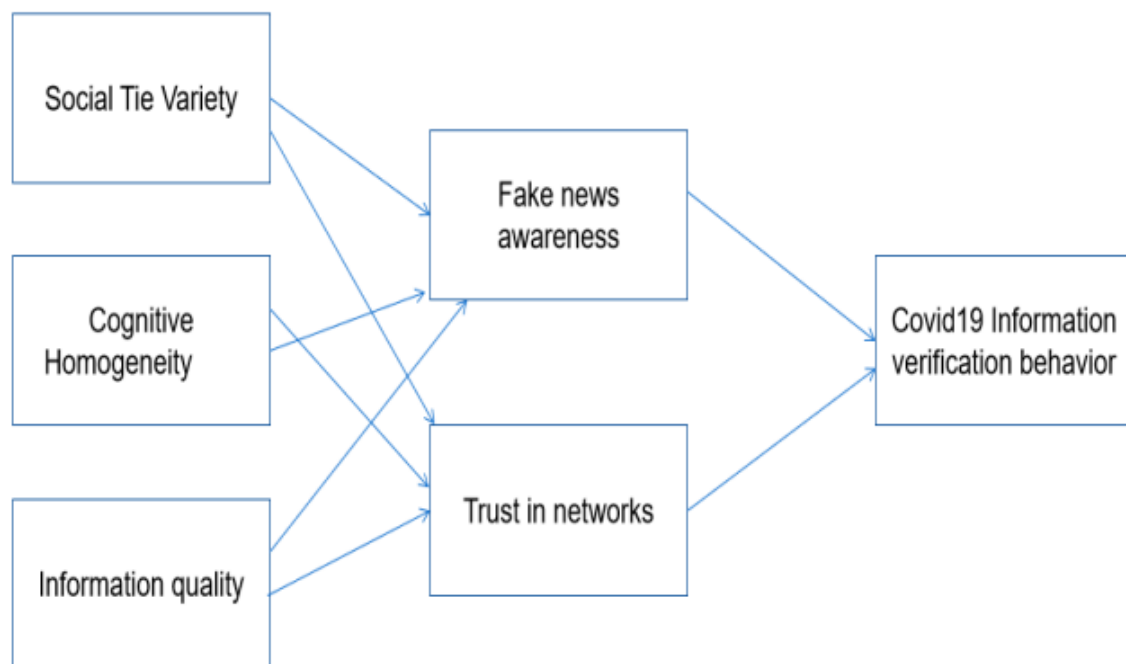 Social Tie Variety
Fake news
awareness
Cognitive
Homogeneity
Covid19 Information
verification behavior
Trust in networks
Information quality